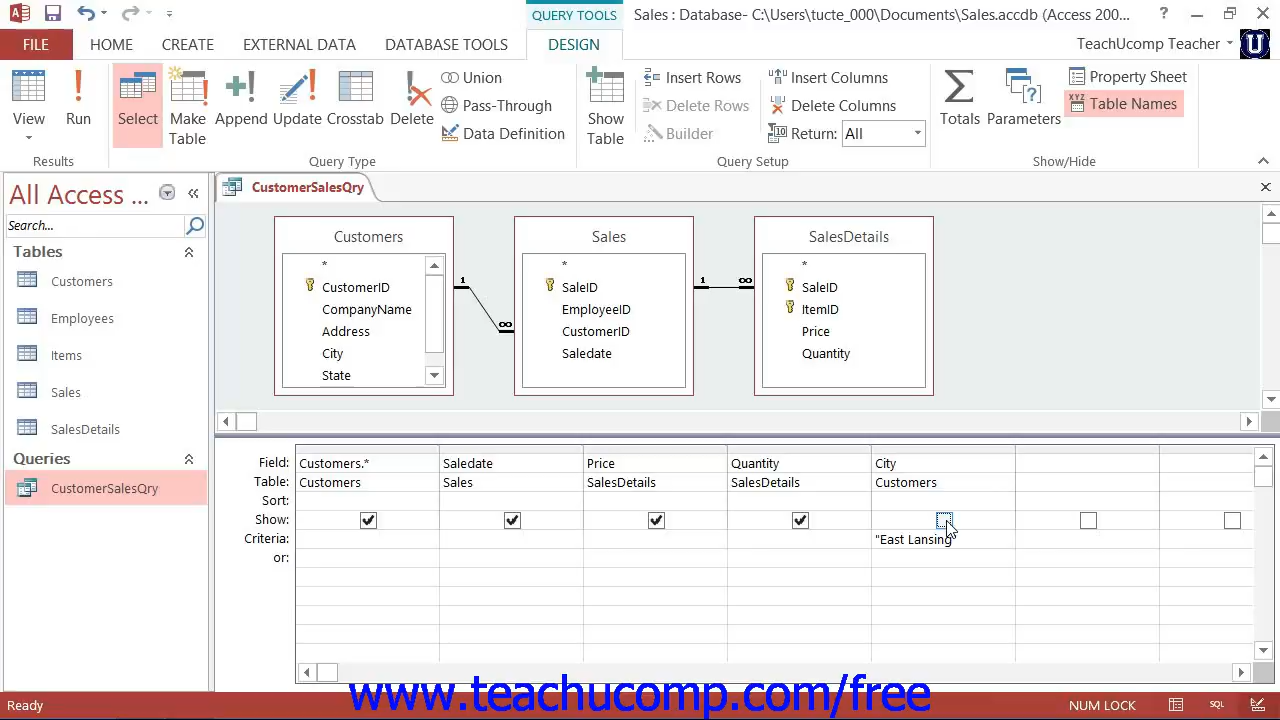 QUERY TOOLS
Sales : Database- C:\Users\tucte_000\Documents\Sales.accdb (Access 200...
?
FILE
HOME
CREATE
EXTERNAL DATA
DATABASE TOOLS
DESIGN
TeachUcomp Teacher
View
Run
Results
Select
Make Table
Append
Update
Crosstab
Delete
Union
Pass-Through
Data Definition
Query Type
Show Table
Insert Rows
Delete Rows
Builder
Insert Columns
Delete Columns
Return: All
Query Setup
Totals
Parameters
Property Sheet
XYZ Table Names
Show/Hide
All Access ...
Search...
Tables
Customers
Employees
Items
Sales
SalesDetails
Queries
CustomerSalesQry
CustomerSalesQry
Customers
*
CustomerID
CompanyName
Address
City
State
1
∞
Sales
*
SaleID
EmployeeID
CustomerID
Saledate
1
∞
SalesDetails
*
SaleID
ItemID
Price
Quantity
Field: Customers.* Saledate Price Quantity City
Table: Customers Sales SalesDetails SalesDetails Customers
Sort:
Show:
Criteria: "East Lansing"
or:
www.teachucomp.com/free
Ready
NUM LOCK
SQL